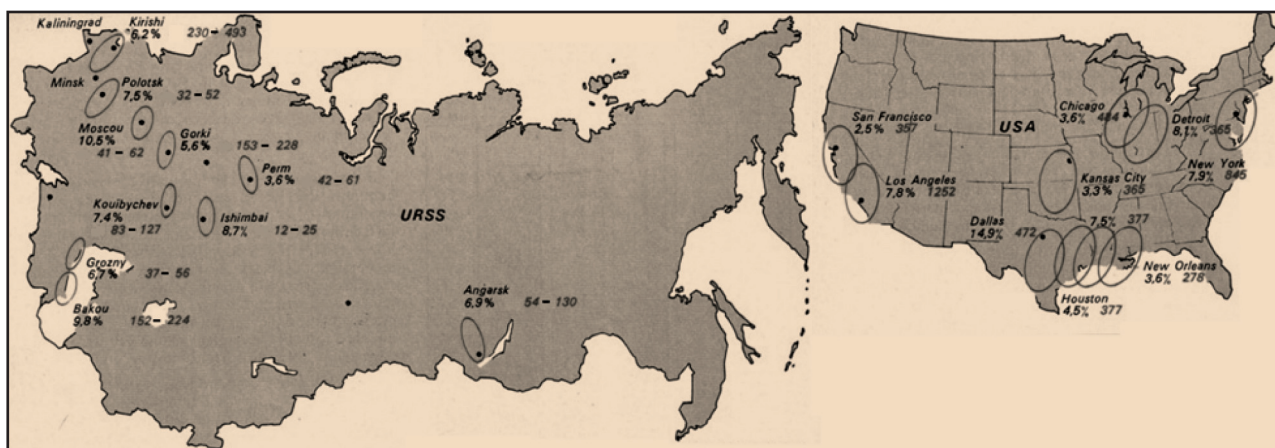 Kaliningrad
Kirishi
6,2% 230 – 493
Minsk
Polotsk
7,5% 32 – 52
Moscou
10,5%
41 – 62
Gorki
5,6% 153 – 228
Perm
3,6% 42 – 61
Kouibychev
7.4%
83 – 127
Ishimbai
8,7% 12 – 25
URSS
Grozny
6,7% 37 – 56
Bakou
9.8% 152 – 224
Angarsk
6,9% 54 – 130
San Francisco
2,5% 357
USA
Chicago
3.6% 484
Detroit
8,1% 365
New York
7,9% 845
Los Angeles
7,8% 1252
Kansas City
3.3% 365
Dallas
14,9% 472
7,5% 377
New Orleans
3,6% 278
Houston
4,5% 377